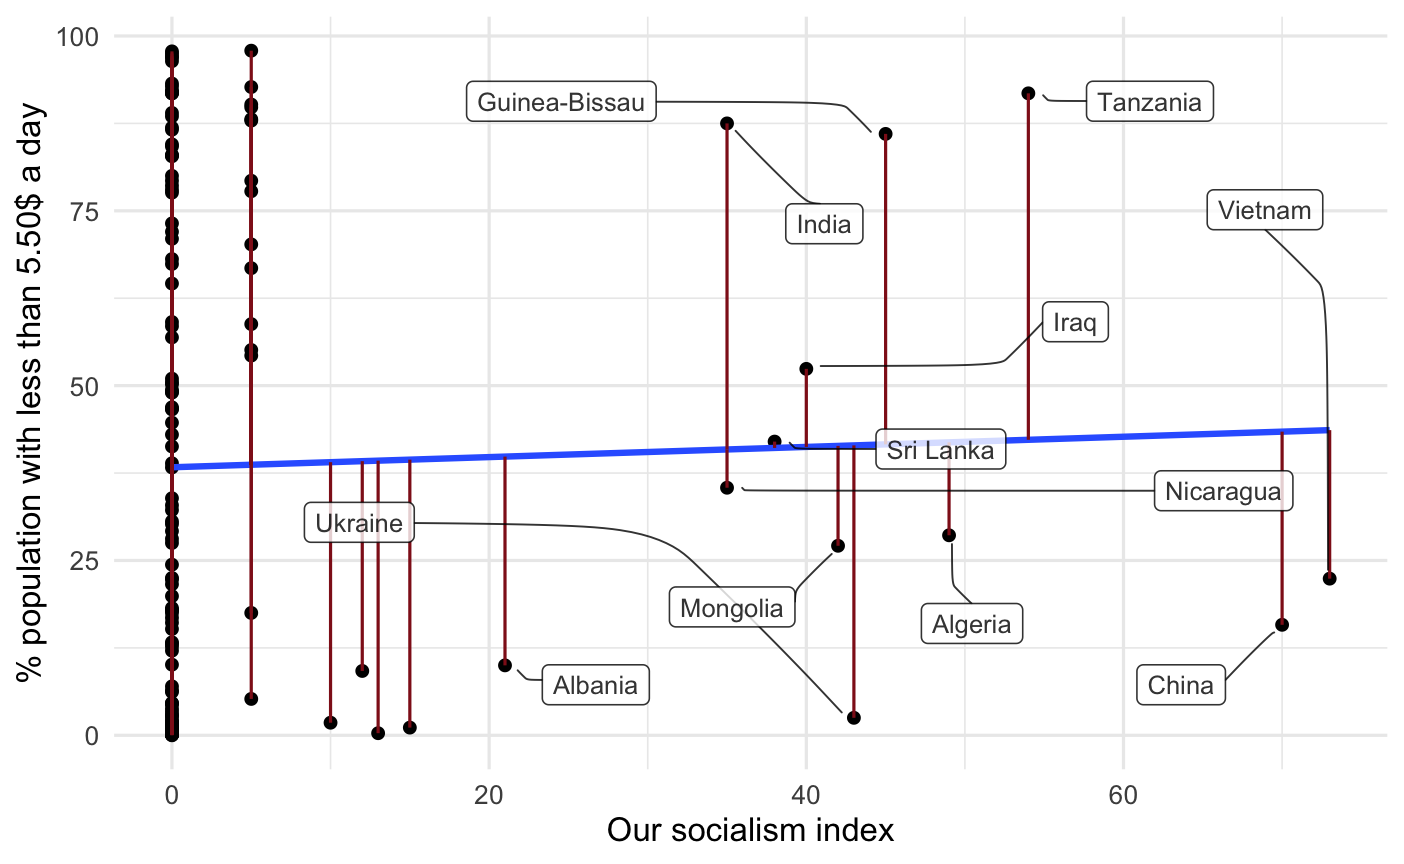 % population with less than 5.50$ a day
100
75
50
25
0
Guinea-Bissau
Tanzania
India
Vietnam
Iraq
Sri Lanka
Nicaragua
Ukraine
Mongolia
Algeria
Albania
China
0 20 40 60
Our socialism index